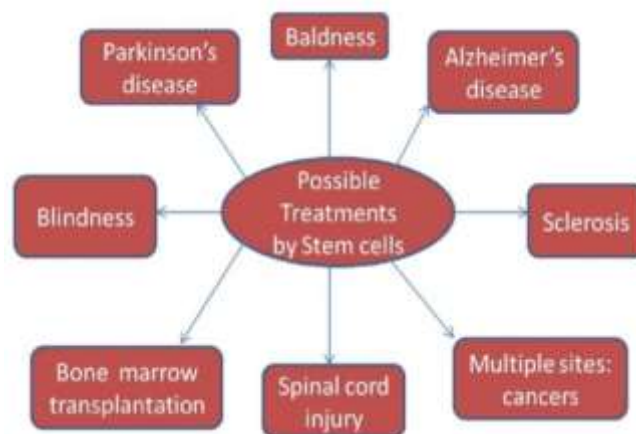 Baldness
Parkinson's
disease
Alzheimer's
disease
Possible
Treatments
by Stem cells
Blindness
Sclerosis
Bone marrow
transplantation
Spinal cord
injury
Multiple sites:
cancers